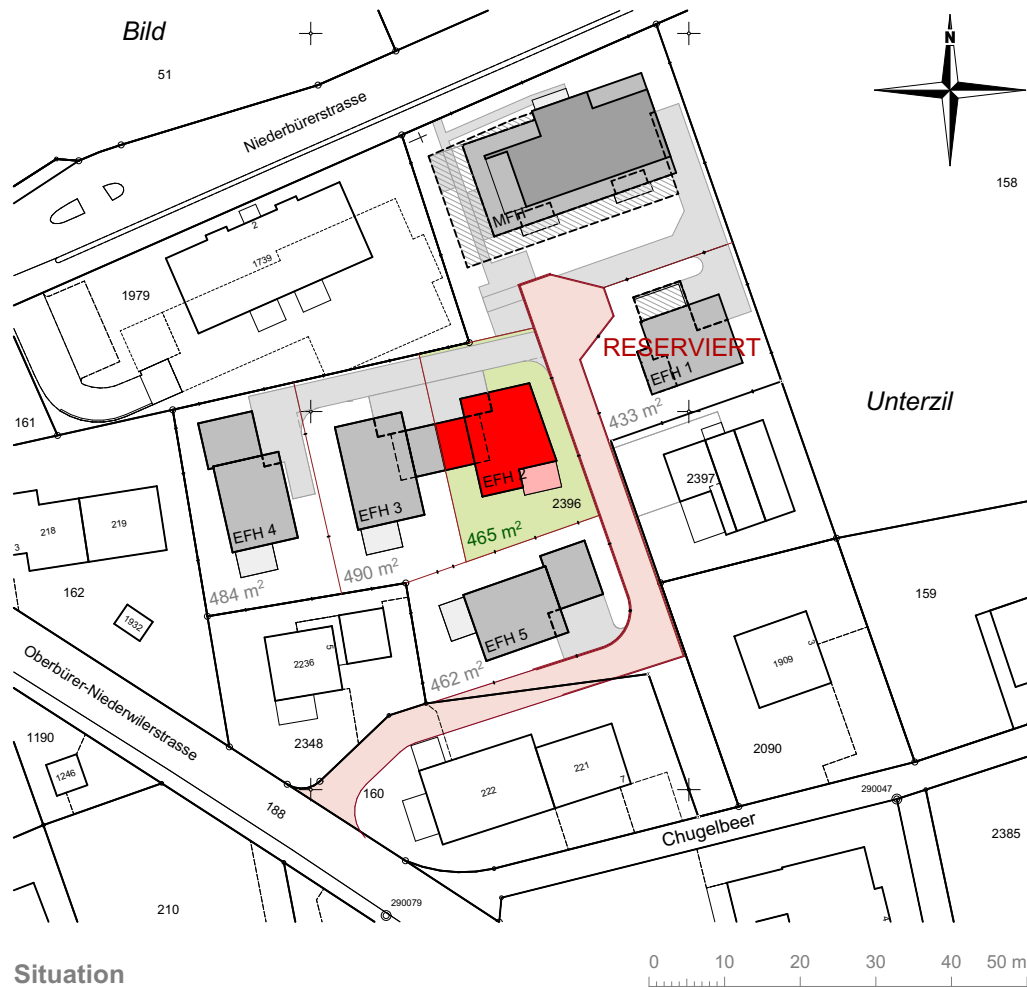 Bild
51
Niederbürerstrasse
N
158
MFH
2
1739
1979
RESERVIERT
EFH 1
433 m²
Unterzil
161
EFH 2
2396
465 m²
EFH 3
490 m²
EFH 4
484 m²
2397
218
219
3
162
1932
159
EFH 5
462 m²
2236
5
1909
3
Oberbürer-Niederwilerstrasse
2348
2090
1190
1246
188
160
222
221
7
Chugelbeer
290047
2385
210
290079
4
Situation
0 10 20 30 40 50 m